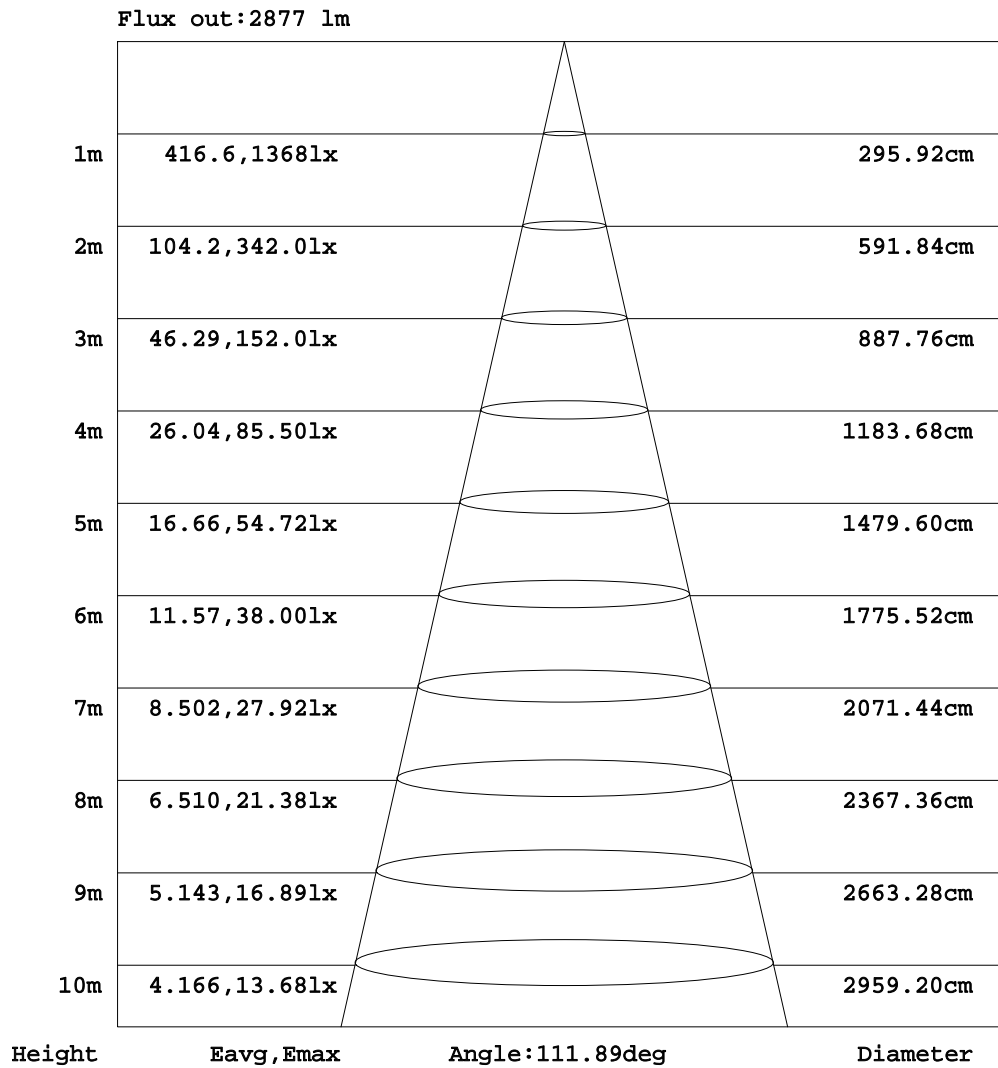 Flux out:2877 lm
1m 416.6,1368lx 295.92cm
2m 104.2,342.0lx 591.84cm
3m 46.29,152.0lx 887.76cm
4m 26.04,85.50lx 1183.68cm
5m 16.66,54.72lx 1479.60cm
6m 11.57,38.00lx 1775.52cm
7m 8.502,27.92lx 2071.44cm
8m 6.510,21.38lx 2367.36cm
9m 5.143,16.89lx 2663.28cm
10m 4.166,13.68lx 2959.20cm
Height Eavg,Emax Angle:111.89deg Diameter